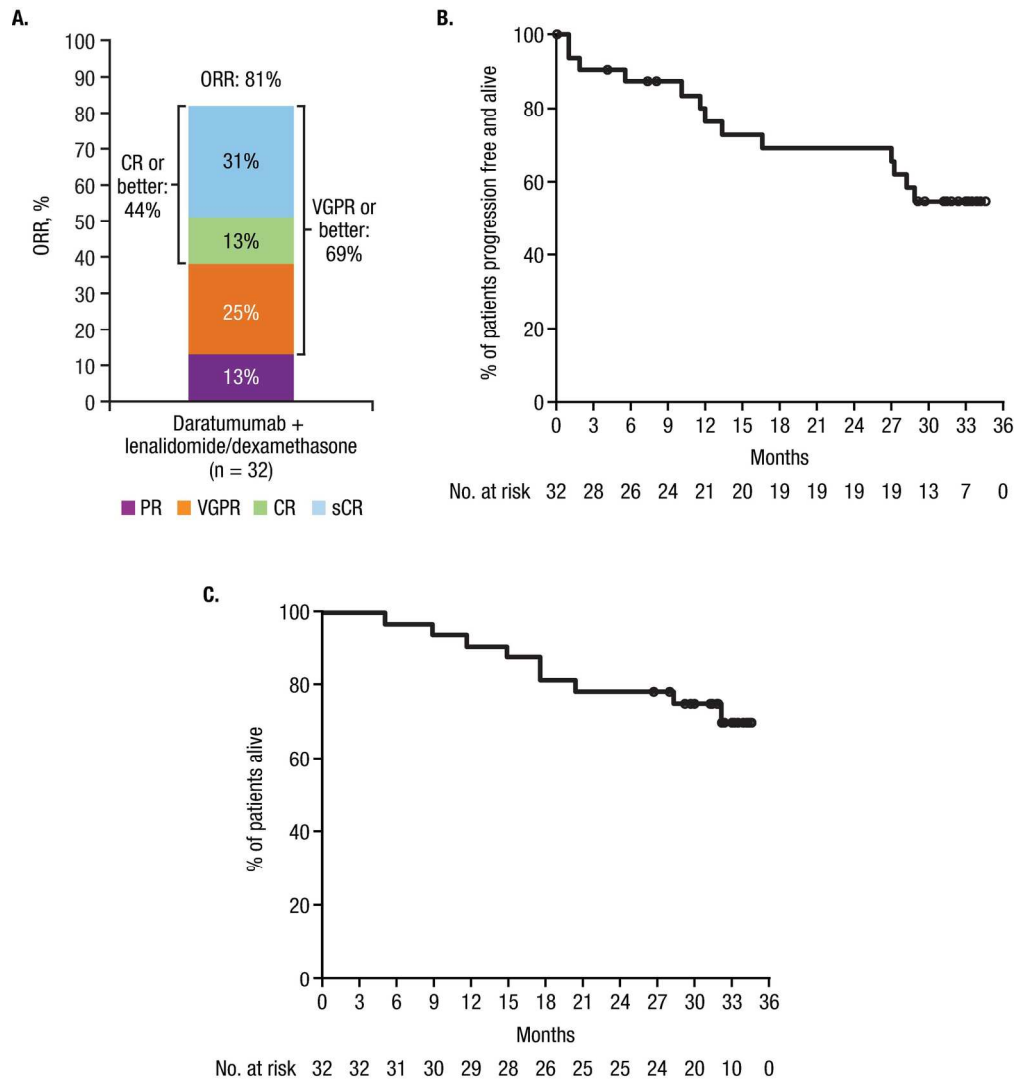 A.
ORR, %
100
90
80
70
60
50
40
30
20
10
0
ORR: 81%
CR or
better:
44%
VGPR or
better:
69%
31%
13%
25%
13%
Daratumumab +
lenalidomide/dexamethasone
(n = 32)
PR VGPR CR sCR
B.
% of patients progression free and alive
100
80
60
40
20
0
0 3 6 9 12 15 18 21 24 27 30 33 36
Months
No. at risk 32 28 26 24 21 20 19 19 19 19 13 7 0
C.
% of patients alive
100
80
60
40
20
0
0 3 6 9 12 15 18 21 24 27 30 33 36
Months
No. at risk 32 32 31 30 29 28 26 25 25 24 20 10 0